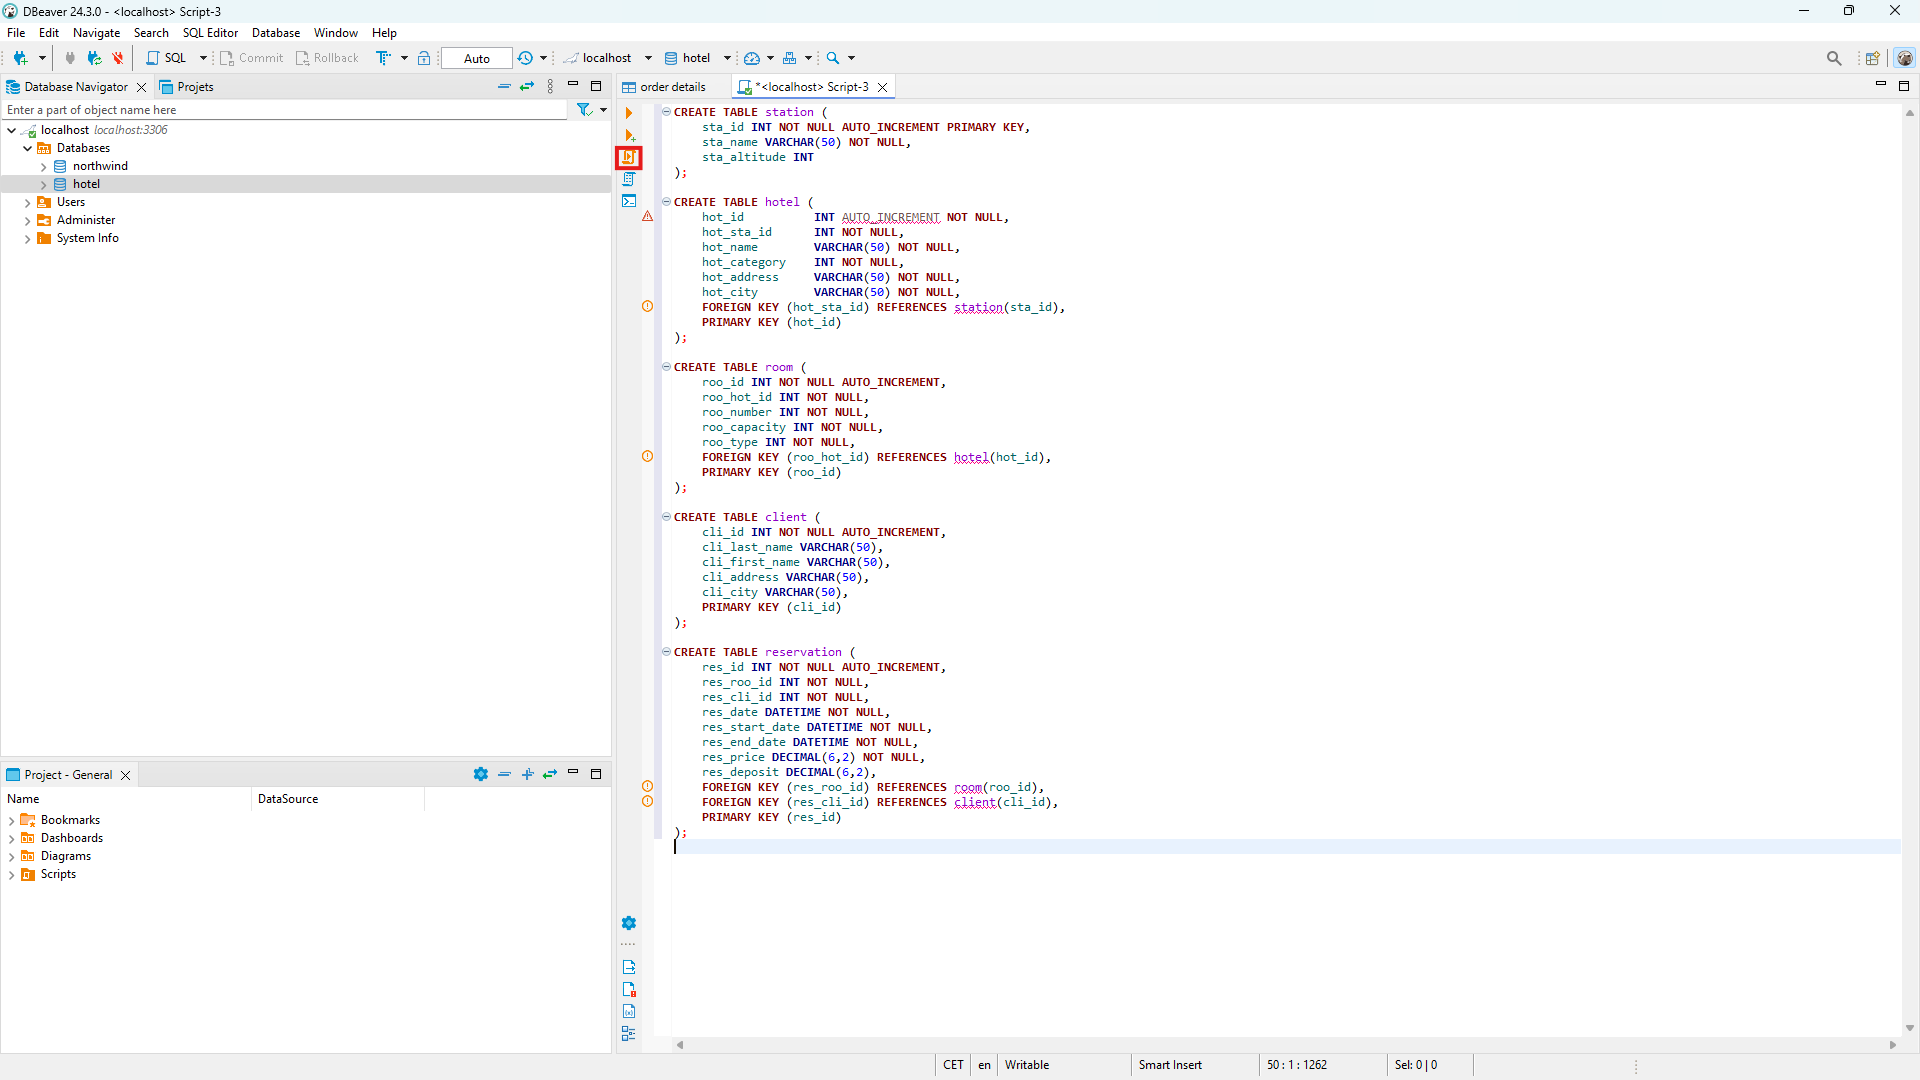 DBeaver 24.3.0 - <localhost> Script-3
File Edit Navigate Search SQL Editor Database Window Help
SQL Commit Rollback Auto localhost hotel
Database Navigator Projets
Enter a part of object name here
localhost localhost:3306
Databases
northwind
hotel
Users
Administer
System Info
Project - General
Name DataSource
Bookmarks
Dashboards
Diagrams
Scripts
order details *<localhost> Script-3
CREATE TABLE station (
sta_id INT NOT NULL AUTO_INCREMENT PRIMARY KEY,
sta_name VARCHAR(50) NOT NULL,
sta_altitude INT
);
CREATE TABLE hotel (
hot_id INT AUTO_INCREMENT NOT NULL,
hot_sta_id INT NOT NULL,
hot_name VARCHAR(50) NOT NULL,
hot_category INT NOT NULL,
hot_address VARCHAR(50) NOT NULL,
hot_city VARCHAR(50) NOT NULL,
FOREIGN KEY (hot_sta_id) REFERENCES station(sta_id),
PRIMARY KEY (hot_id)
);
CREATE TABLE room (
roo_id INT NOT NULL AUTO_INCREMENT,
roo_hot_id INT NOT NULL,
roo_number INT NOT NULL,
roo_capacity INT NOT NULL,
roo_type INT NOT NULL,
FOREIGN KEY (roo_hot_id) REFERENCES hotel(hot_id),
PRIMARY KEY (roo_id)
);
CREATE TABLE client (
cli_id INT NOT NULL AUTO_INCREMENT,
cli_last_name VARCHAR(50),
cli_first_name VARCHAR(50),
cli_address VARCHAR(50),
cli_city VARCHAR(50),
PRIMARY KEY (cli_id)
);
CREATE TABLE reservation (
res_id INT NOT NULL AUTO_INCREMENT,
res_roo_id INT NOT NULL,
res_cli_id INT NOT NULL,
res_date DATETIME NOT NULL,
res_start_date DATETIME NOT NULL,
res_end_date DATETIME NOT NULL,
res_price DECIMAL(6,2) NOT NULL,
res_deposit DECIMAL(6,2),
FOREIGN KEY (res_roo_id) REFERENCES room(roo_id),
FOREIGN KEY (res_cli_id) REFERENCES client(cli_id),
PRIMARY KEY (res_id)
);
CET en Writable Smart Insert 50 : 1 : 1262 Sel: 0 | 0